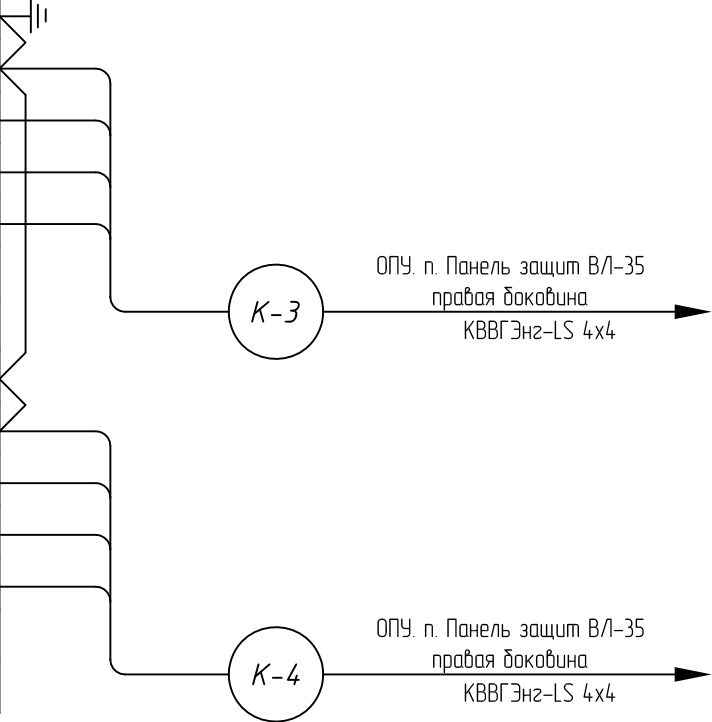 ОПУ. п. Панель защит ВЛ-35
правая боковина
К-3
КВВГЭнг-LS 4х4
ОПУ. п. Панель защит ВЛ-35
правая боковина
К-4
КВВГЭнг-LS 4х4